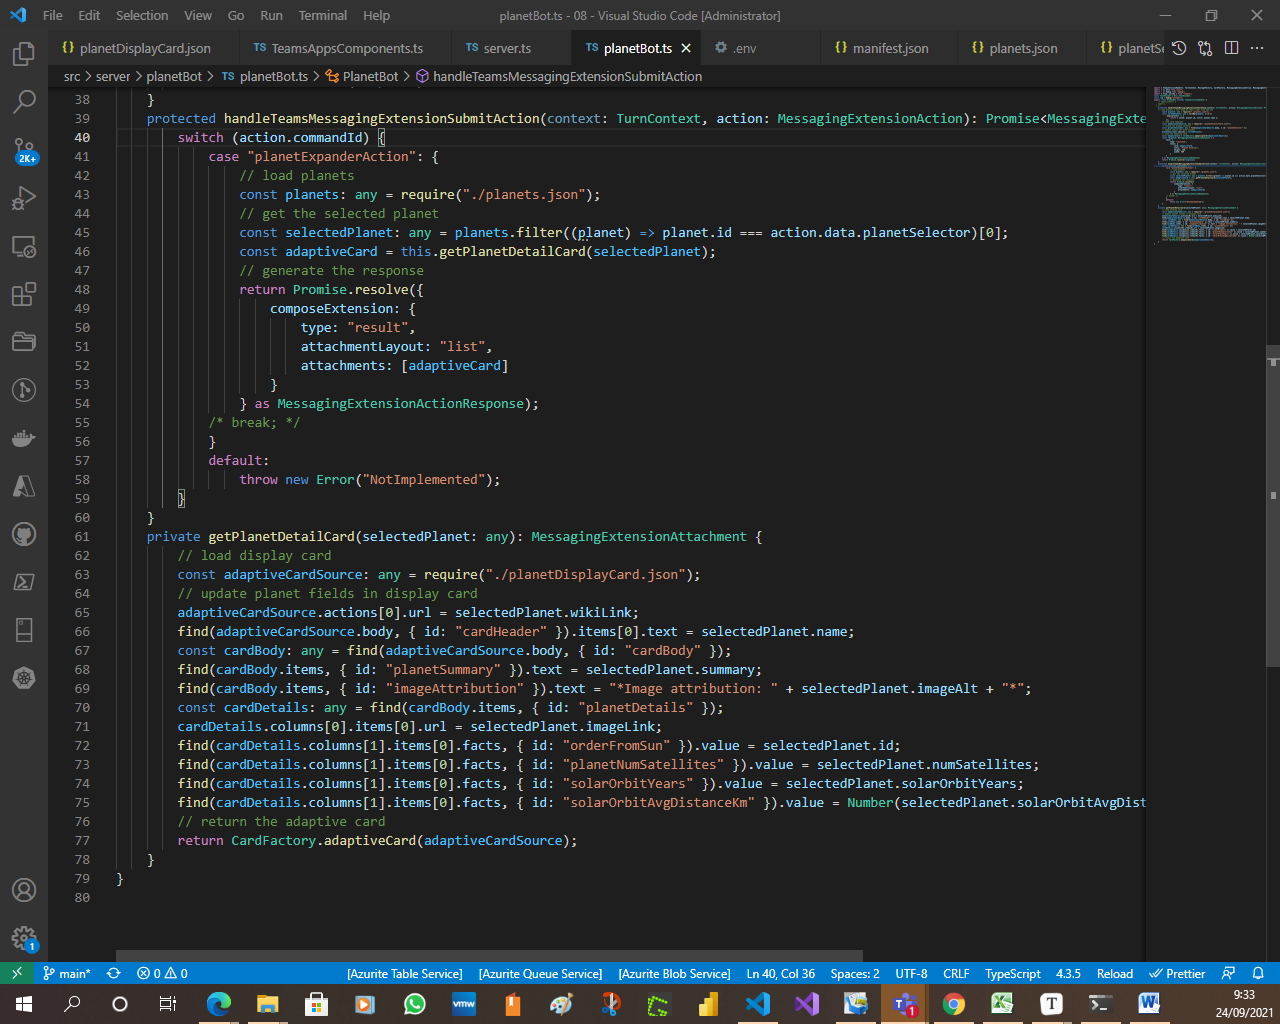 File Edit Selection View Go Run Terminal Help planetBot.ts - 08 - Visual Studio Code [Administrator]
{} planetDisplayCard.json TS TeamsAppsComponents.ts TS server.ts TS planetBot.ts .env {} manifest.json {} planets.json {} planetSe
src > server > planetBot > TS planetBot.ts > PlanetBot > handleTeamsMessagingExtensionSubmitAction
38 }
39 protected handleTeamsMessagingExtensionSubmitAction(context: TurnContext, action: MessagingExtensionAction): Promise<MessagingExte
40 switch (action.commandId) {
41 case "planetExpanderAction": {
42 // load planets
43 const planets: any = require("./planets.json");
44 // get the selected planet
45 const selectedPlanet: any = planets.filter((planet) => planet.id === action.data.planetSelector)[0];
46 const adaptiveCard = this.getPlanetDetailCard(selectedPlanet);
47 // generate the response
48 return Promise.resolve({
49 composeExtension: {
50 type: "result",
51 attachmentLayout: "list",
52 attachments: [adaptiveCard]
53 }
54 } as MessagingExtensionActionResponse);
55 /* break; */
56 }
57 default:
58 throw new Error("NotImplemented");
59 }
60 }
61 private getPlanetDetailCard(selectedPlanet: any): MessagingExtensionAttachment {
62 // load display card
63 const adaptiveCardSource: any = require("./planetDisplayCard.json");
64 // update planet fields in display card
65 adaptiveCardSource.actions[0].url = selectedPlanet.wikiLink;
66 find(adaptiveCardSource.body, { id: "cardHeader" }).items[0].text = selectedPlanet.name;
67 const cardBody: any = find(adaptiveCardSource.body, { id: "cardBody" });
68 find(cardBody.items, { id: "planetSummary" }).text = selectedPlanet.summary;
69 find(cardBody.items, { id: "imageAttribution" }).text = "*Image attribution: " + selectedPlanet.imageAlt + "*";
70 const cardDetails: any = find(cardBody.items, { id: "planetDetails" });
71 cardDetails.columns[0].items[0].url = selectedPlanet.imageLink;
72 find(cardDetails.columns[1].items[0].facts, { id: "orderFromSun" }).value = selectedPlanet.id;
73 find(cardDetails.columns[1].items[0].facts, { id: "planetNumSatellites" }).value = selectedPlanet.numSatellites;
74 find(cardDetails.columns[1].items[0].facts, { id: "solarOrbitYears" }).value = selectedPlanet.solarOrbitYears;
75 find(cardDetails.columns[1].items[0].facts, { id: "solarOrbitAvgDistanceKm" }).value = Number(selectedPlanet.solarOrbitAvgDist
76 // return the adaptive card
77 return CardFactory.adaptiveCard(adaptiveCardSource);
78 }
79 }
80
2K+
1
main* 0 0 [Azurite Table Service] [Azurite Queue Service] [Azurite Blob Service] Ln 40, Col 36 Spaces: 2 UTF-8 CRLF TypeScript 4.3.5 Reload Prettier
vmw 1 T W
9:33
24/09/2021